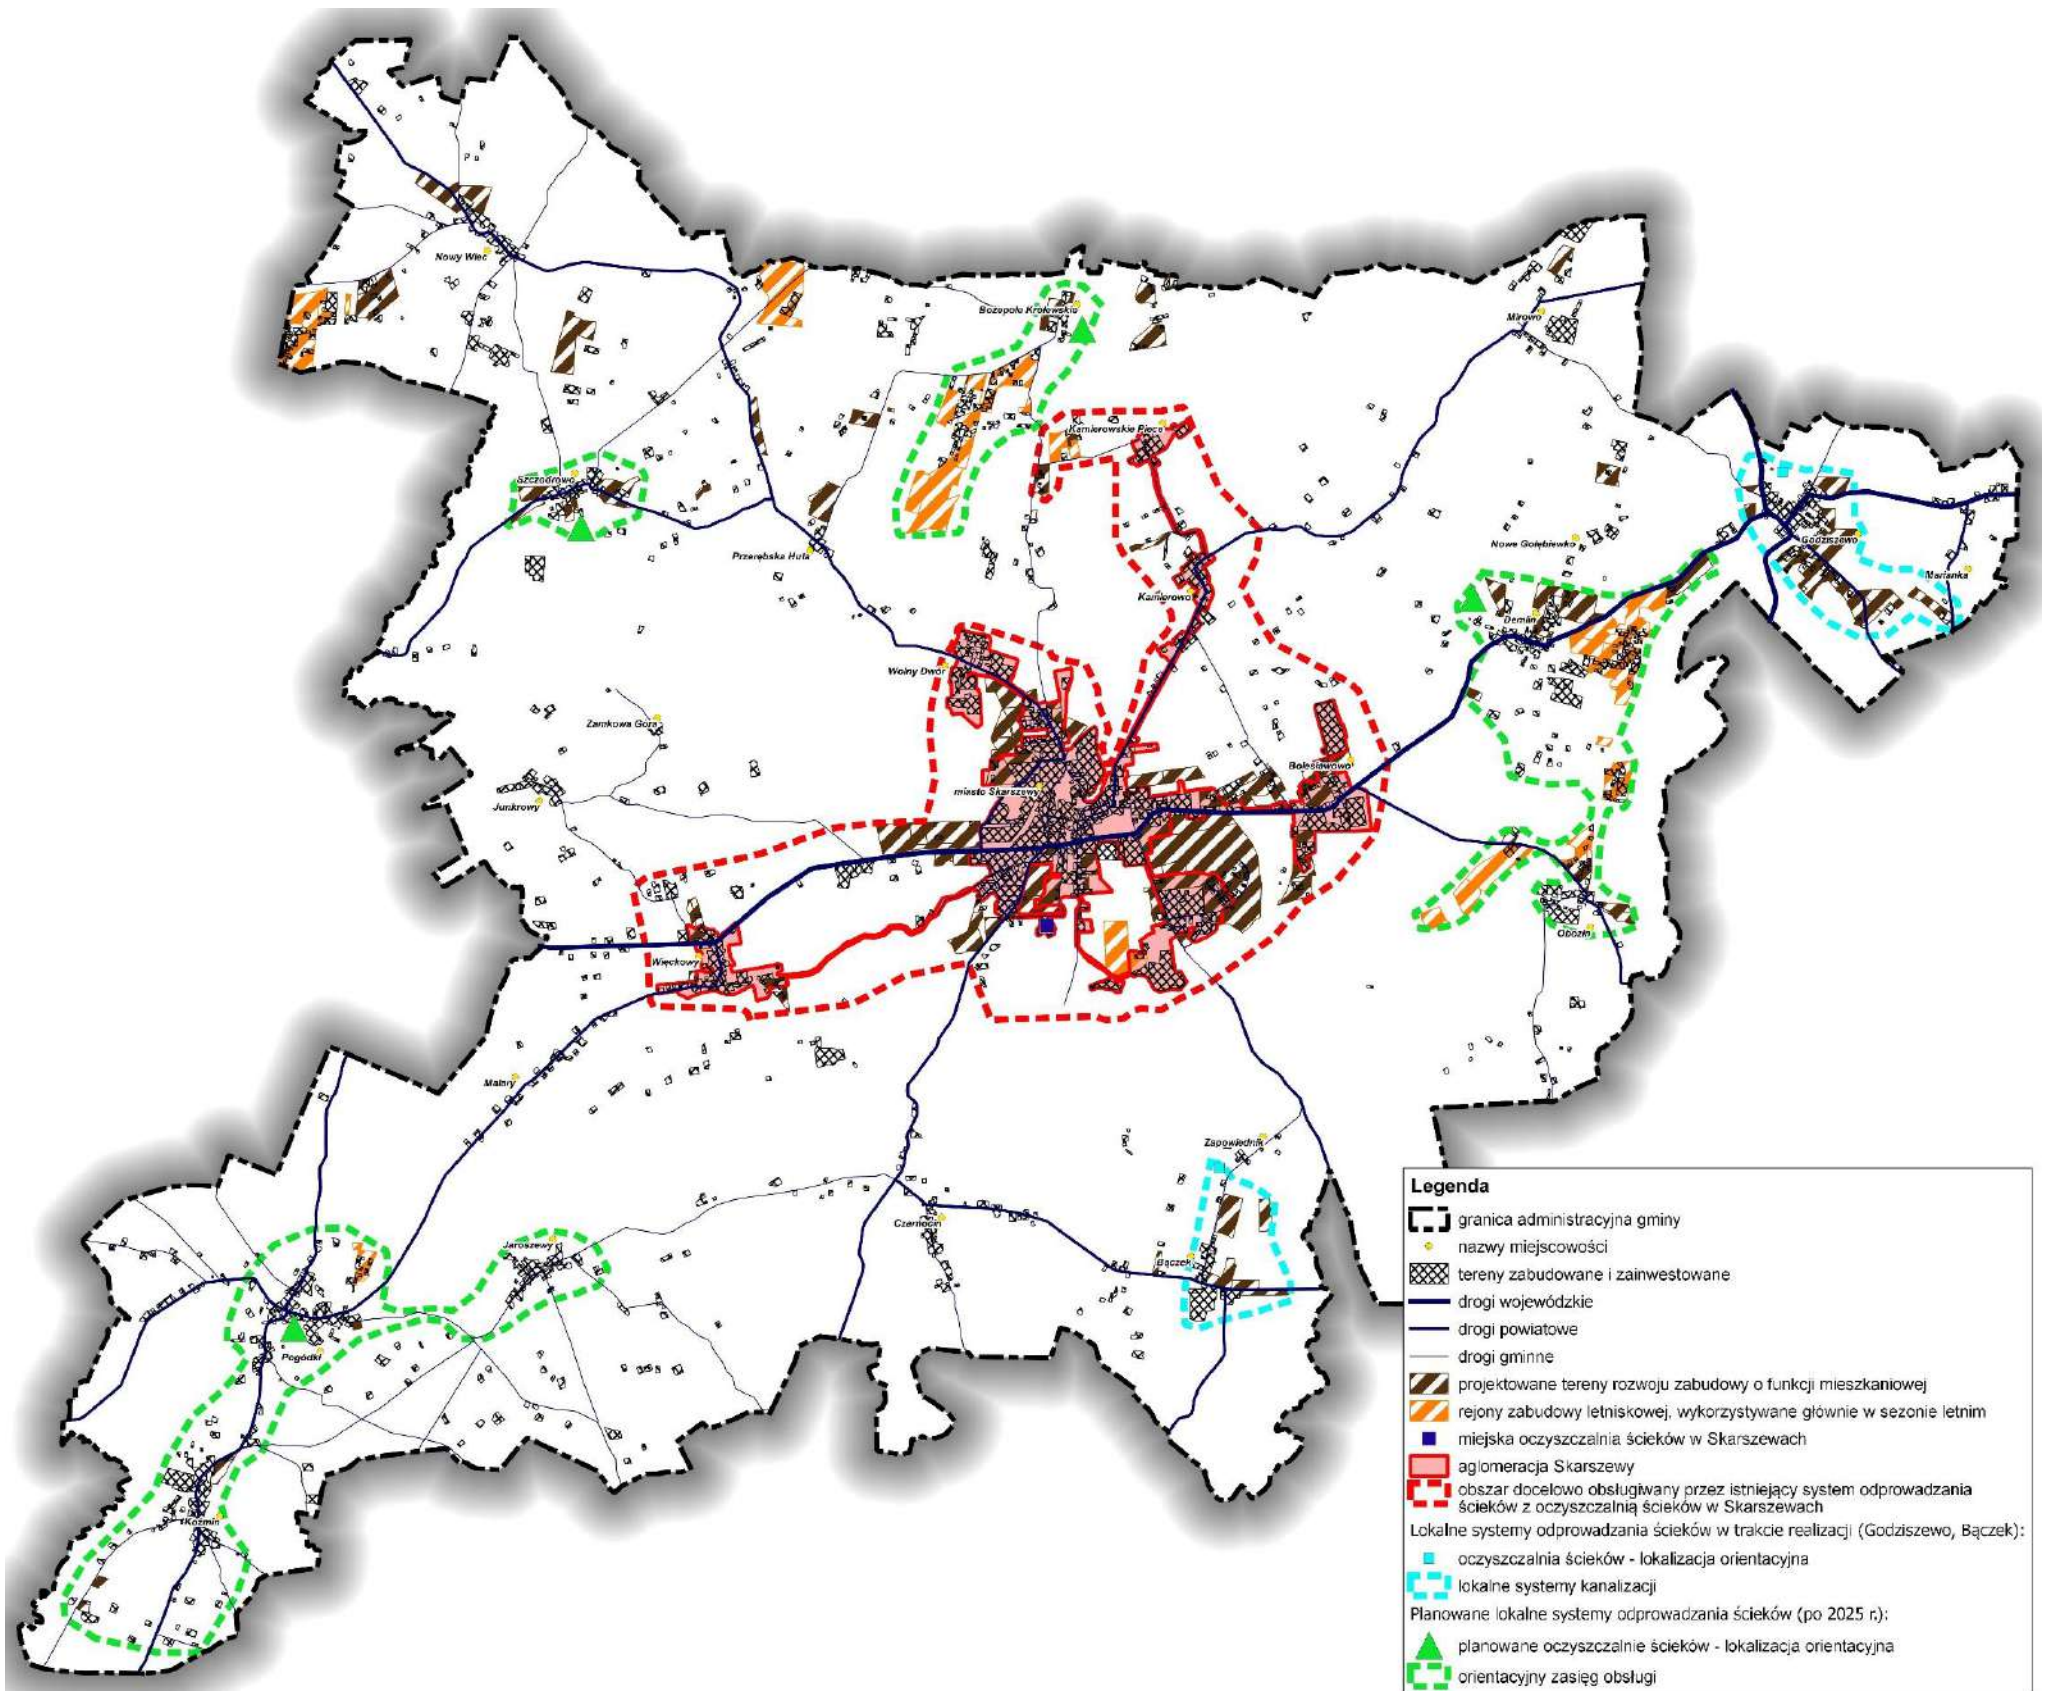 Nowy Wiec
Bożepole Królewskie
Mirowo
Kamierowskie Piece
Szczodrowo
Przerębska Huta
Nowe Gołębiewko
Godziszewo
Marianka
Kamierowo
Demlin
Wolny Dwór
Zamkowa Góra
Bolesławowo
miasto Skarszewy
Junkrowy
Obozin
Więckowy
Malary
Zapowiednik
Czarnocin
Jaroszewy
Bączek
Pogódki
Koźmin
Legenda
granica administracyjna gminy
nazwy miejscowości
tereny zabudowane i zainwestowane
drogi wojewódzkie
drogi powiatowe
drogi gminne
projektowane tereny rozwoju zabudowy o funkcji mieszkaniowej
rejony zabudowy letniskowej, wykorzystywane głównie w sezonie letnim
miejska oczyszczalnia ścieków w Skarszewach
aglomeracja Skarszewy
obszar docelowo obsługiwany przez istniejący system odprowadzania
ścieków z oczyszczalnią ścieków w Skarszewach
Lokalne systemy odprowadzania ścieków w trakcie realizacji (Godziszewo, Bączek):
oczyszczalnia ścieków - lokalizacja orientacyjna
lokalne systemy kanalizacji
Planowane lokalne systemy odprowadzania ścieków (po 2025 r.):
planowane oczyszczalnie ścieków - lokalizacja orientacyjna
orientacyjny zasięg obsługi